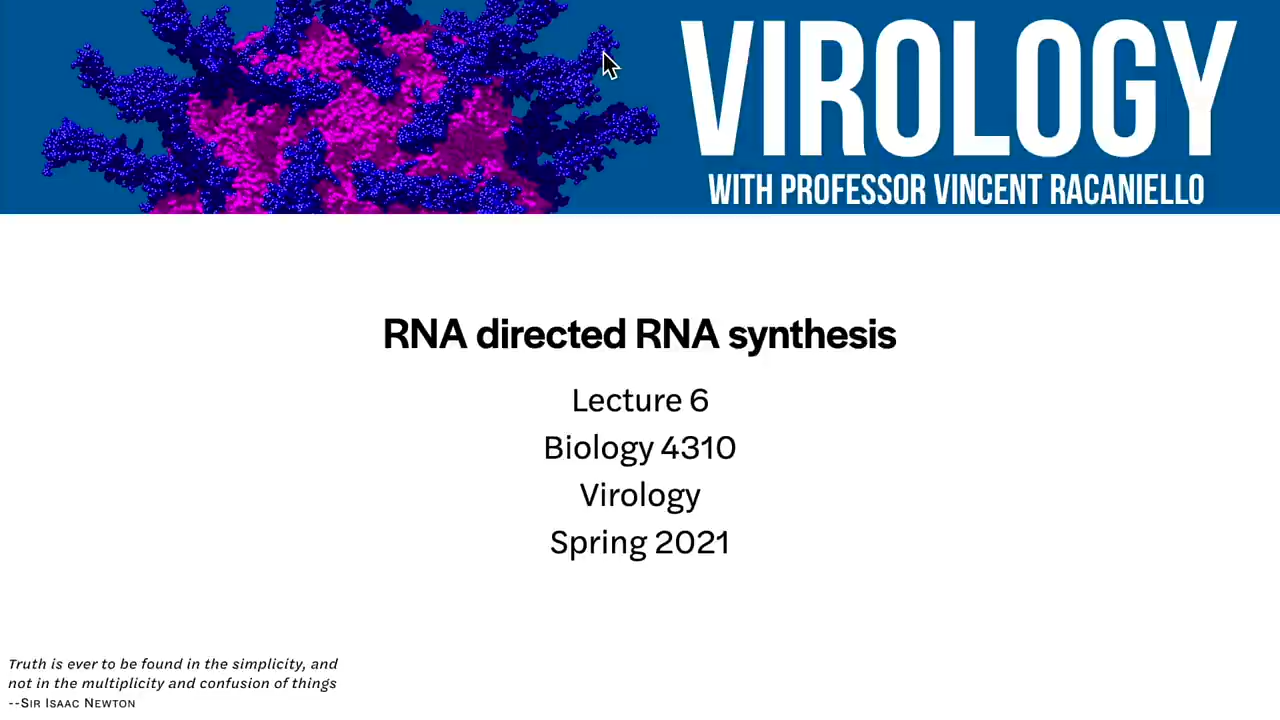 VIROLOGY
WITH PROFESSOR VINCENT RACANIELLO
RNA directed RNA synthesis
Lecture 6
Biology 4310
Virology
Spring 2021
Truth is ever to be found in the simplicity, and
not in the multiplicity and confusion of things
--SIR ISAAC NEWTON